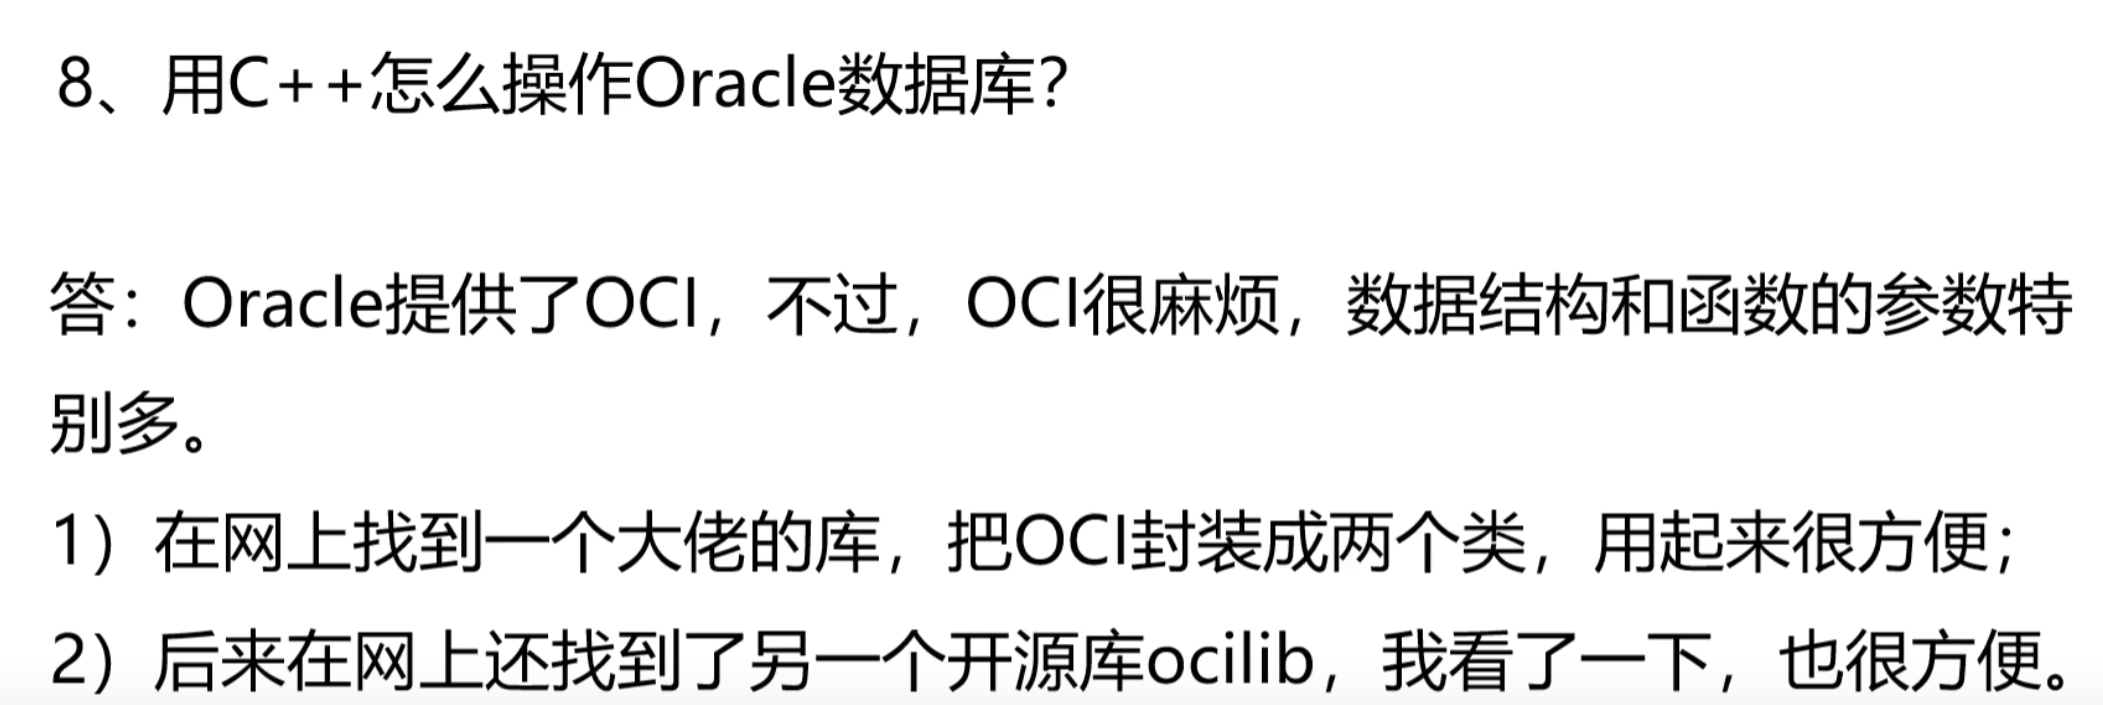 8、用C++怎么操作Oracle数据库？
答：Oracle提供了OCI，不过，OCI很麻烦，数据结构和函数的参数特
别多。
1）在网上找到一个大佬的库，把OCI封装成两个类，用起来很方便；
2）后来在网上还找到了另一个开源库ocilib，我看了一下，也很方便。